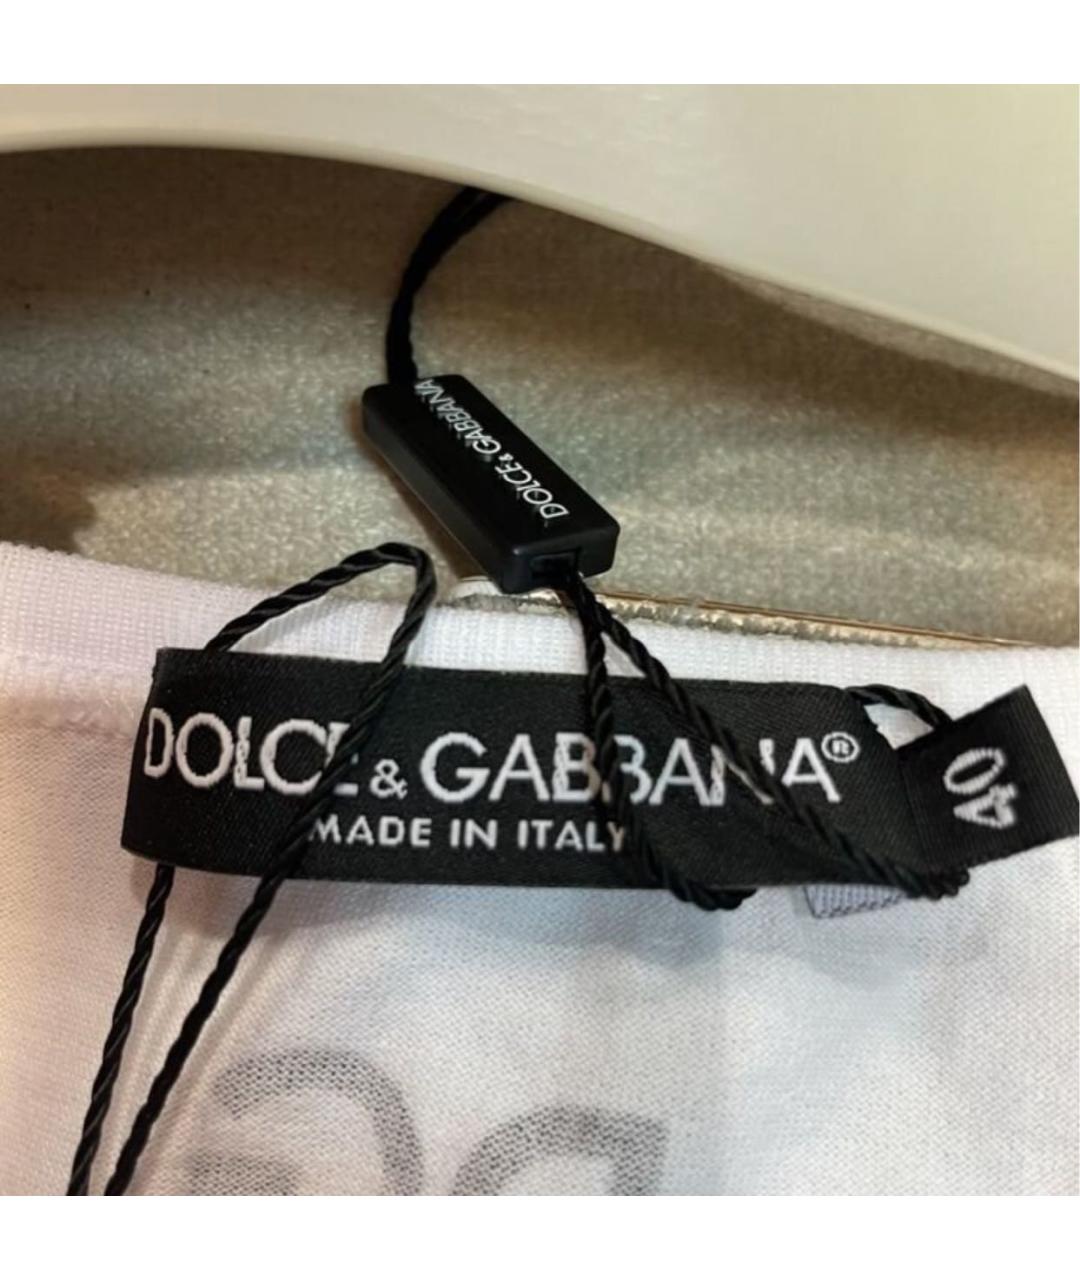 DOLCE & GABBANA
DOLCE & GABBANA®
MADE IN ITALY
40